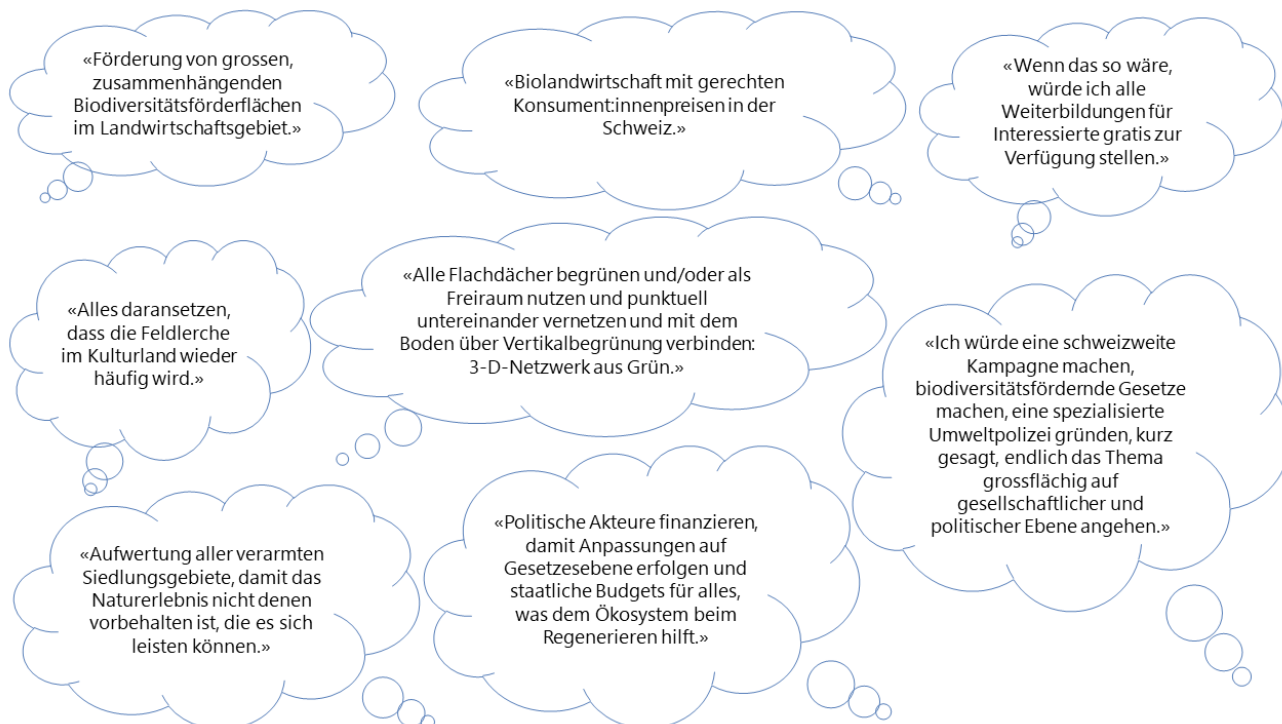 «Förderung von grossen,
zusammenhängenden
Biodiversitätsförderflächen
im Landwirtschaftsgebiet.»
«Biolandwirtschaft mit gerechten
Konsument:innenpreisen in der
Schweiz.»
«Wenn das so wäre,
würde ich alle
Weiterbildungen für
Interessierte gratis zur
Verfügung stellen.»
«Alles daransetzen,
dass die Feldlerche
im Kulturland wieder
häufig wird.»
«Alle Flachdächer begrünen und/oder als
Freiraum nutzen und punktuell
untereinander vernetzen und mit dem
Boden über Vertikalbegrünung verbinden:
3-D-Netzwerk aus Grün.»
«Ich würde eine schweizweite
Kampagne machen,
biodiversitätsfördernde Gesetze
machen, eine spezialisierte
Umweltpolizei gründen, kurz
gesagt, endlich das Thema
grossflächig auf
gesellschaftlicher und
politischer Ebene angehen.»
«Aufwertung aller verarmten
Siedlungsgebiete, damit das
Naturerlebnis nicht denen
vorbehalten ist, die es sich
leisten können.»
«Politische Akteure finanzieren,
damit Anpassungen auf
Gesetzesebene erfolgen und
staatliche Budgets für alles,
was dem Ökosystem beim
Regenerieren hilft.»